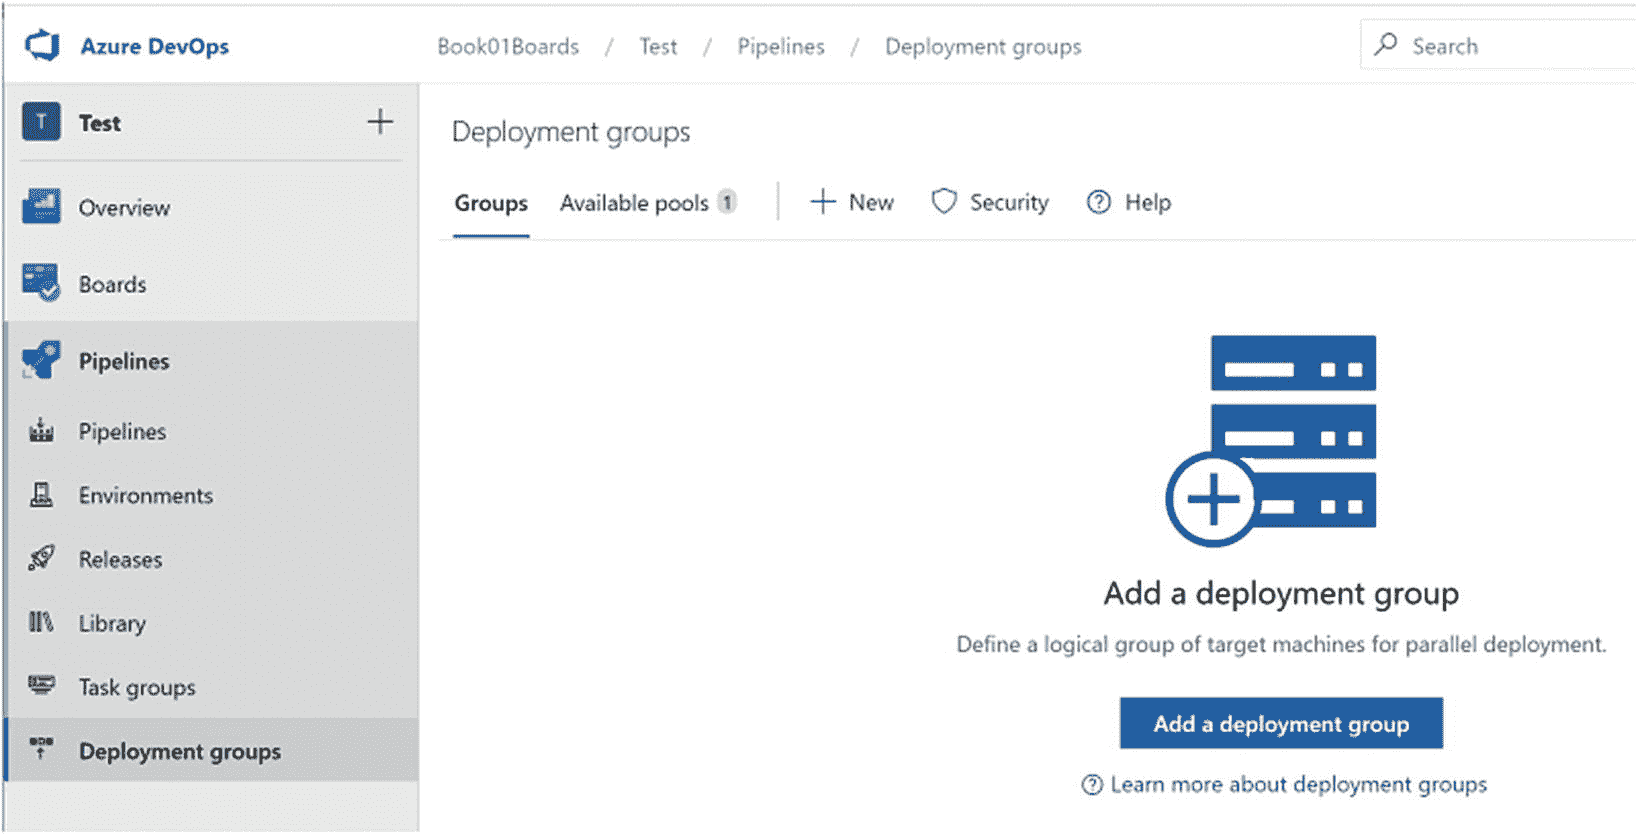 Azure DevOps
Book01Boards / Test / Pipelines / Deployment groups
Search
T
Test
Overview
Boards
Pipelines
Pipelines
Environments
Releases
Library
Task groups
Deployment groups
Deployment groups
Groups Available pools 1 New Security Help
Add a deployment group
Define a logical group of target machines for parallel deployment.
Add a deployment group
Learn more about deployment groups